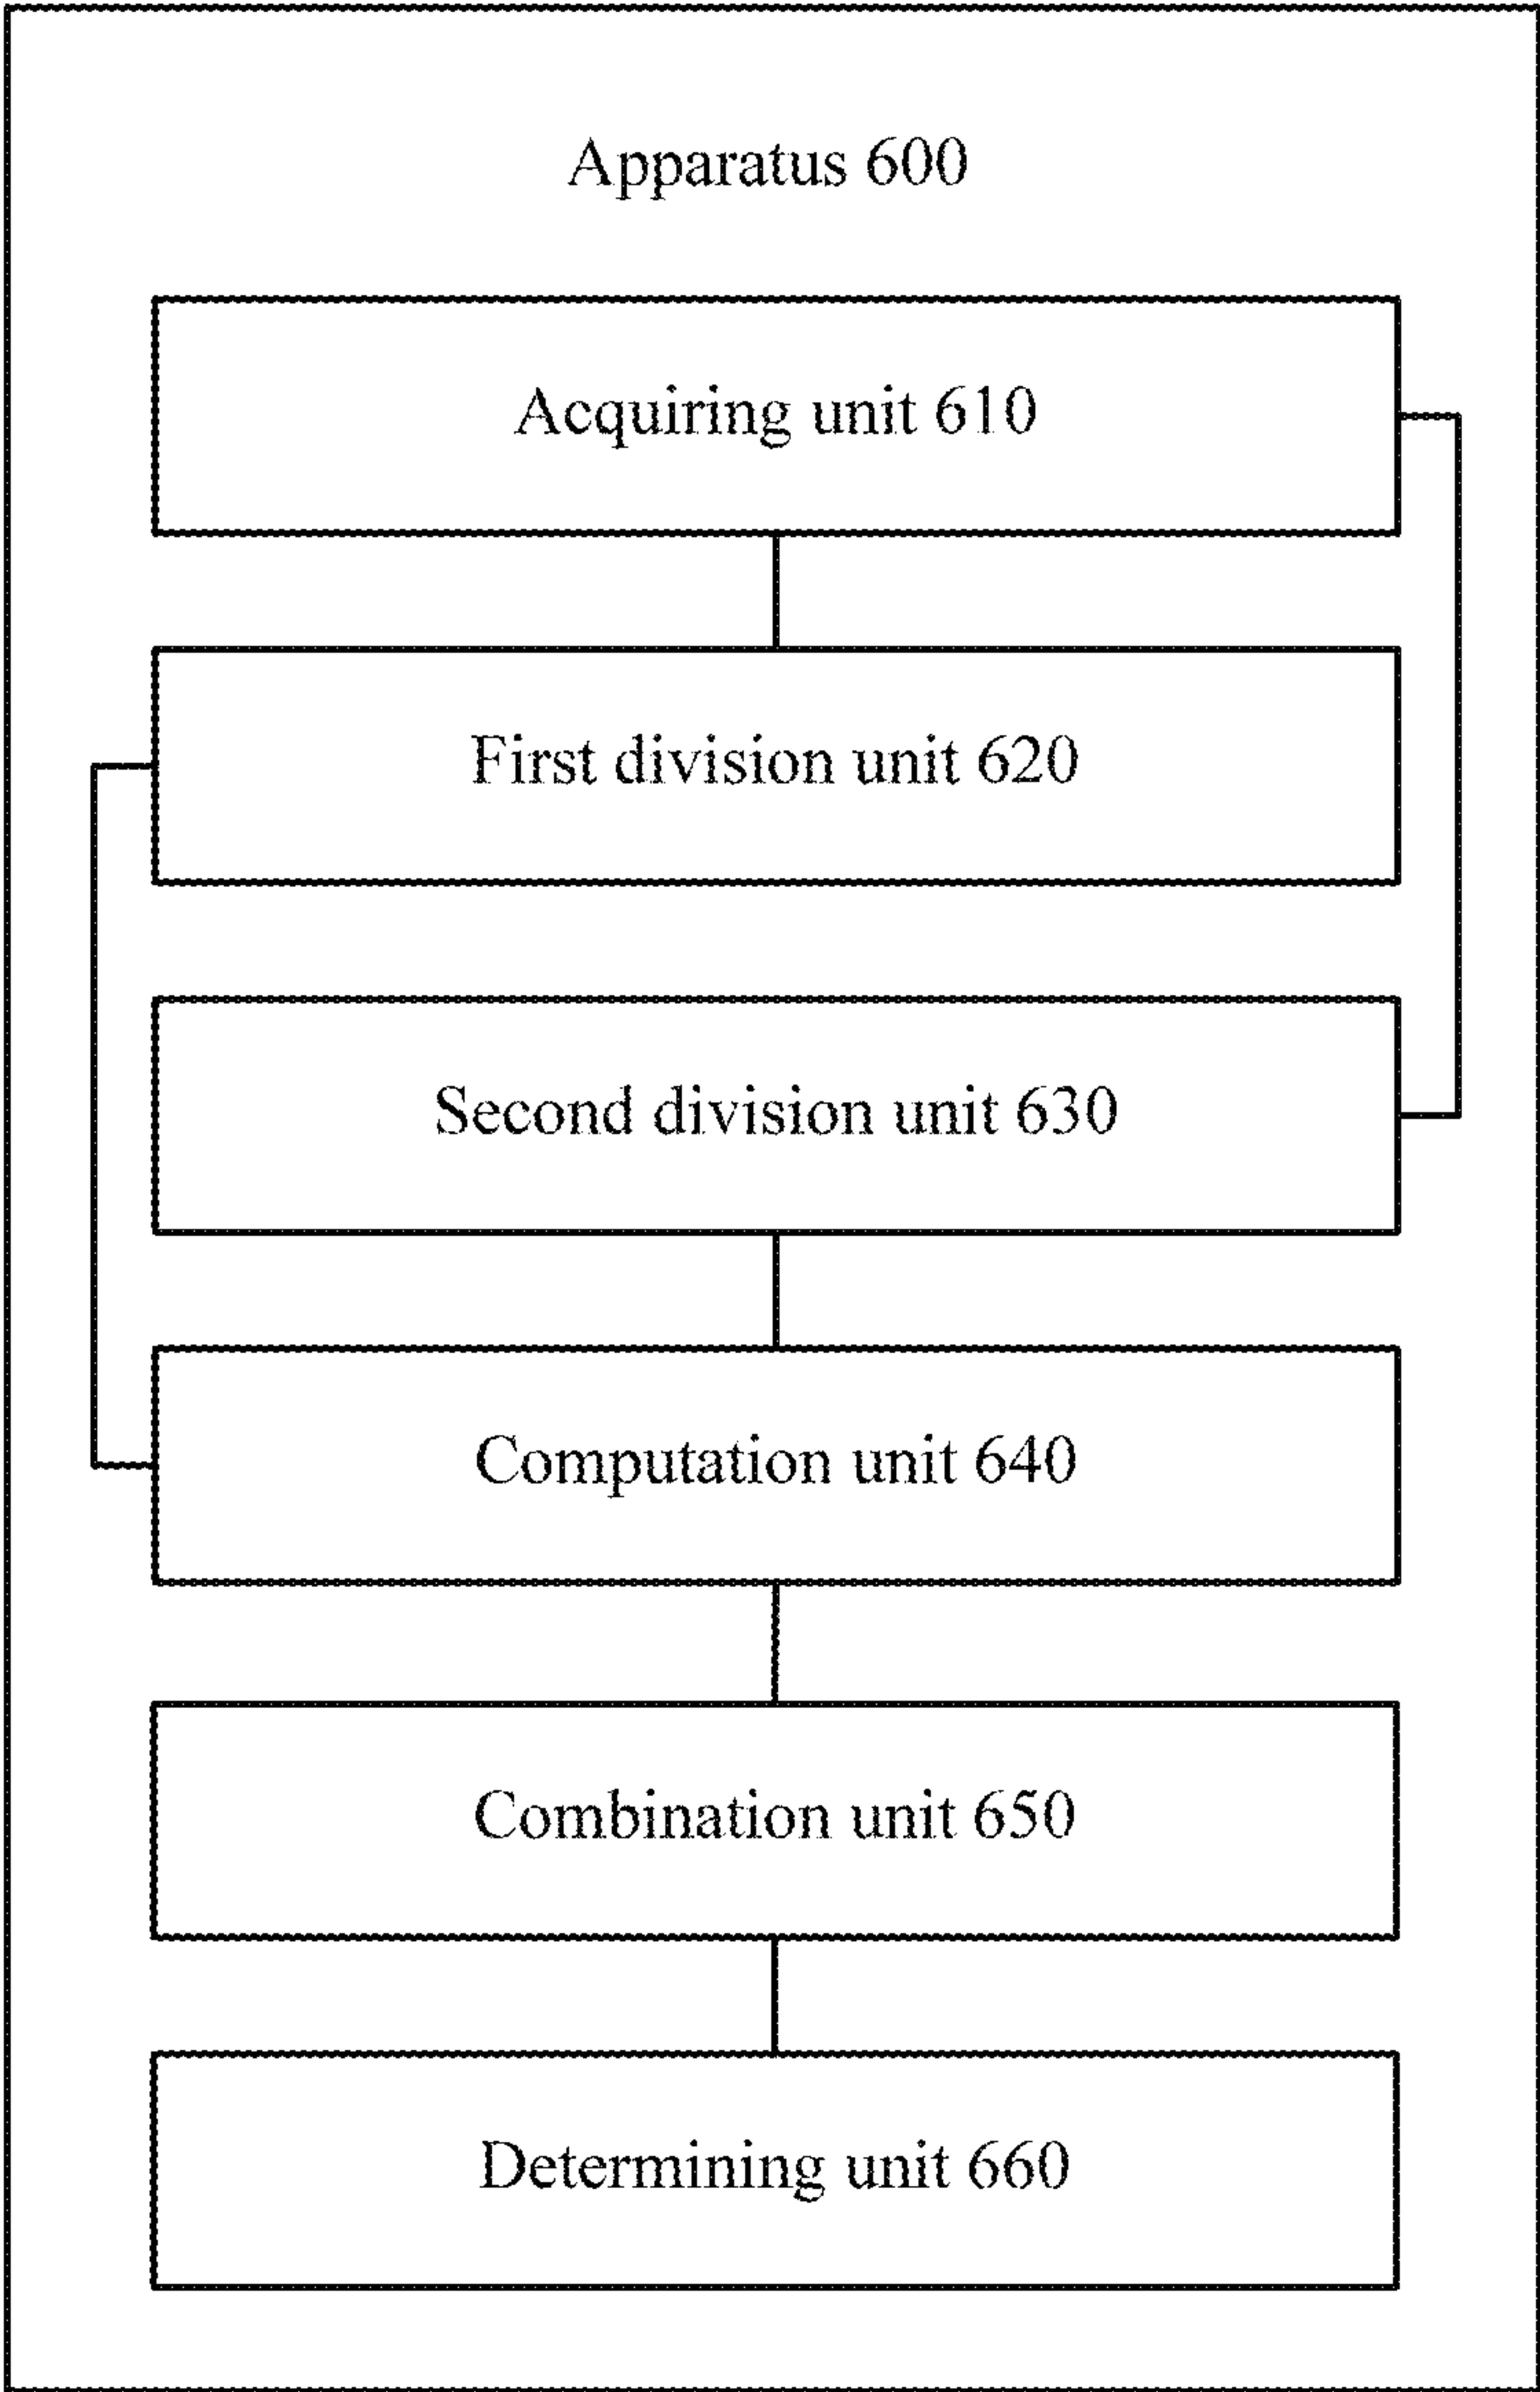 Apparatus 600
Acquiring unit 610
First division unit 620
Second division unit 630
Computation unit 640
Combination unit 650
Determining unit 660